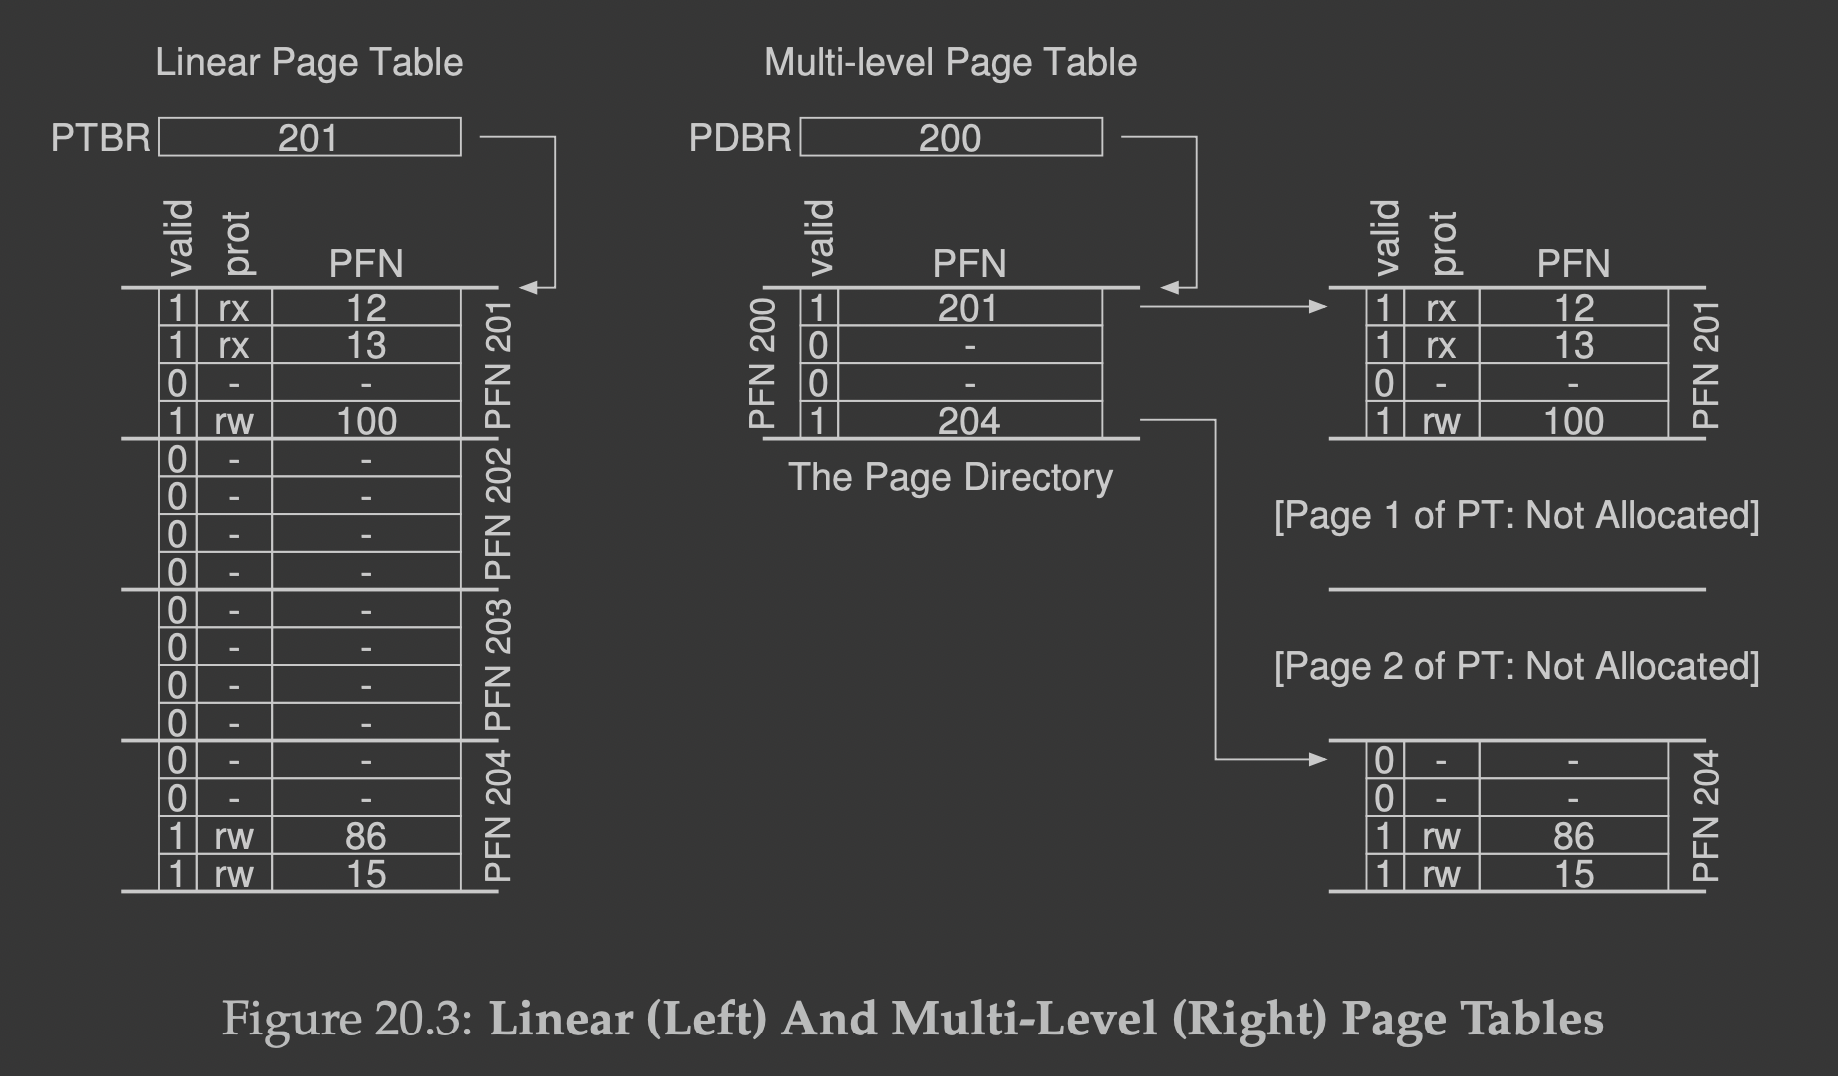 Linear Page Table
PTBR 201
valid prot PFN
1 rx 12
1 rx 13
0 - -
1 rw 100
PFN 201
0 - -
0 - -
0 - -
0 - -
PFN 202
0 - -
0 - -
0 - -
0 - -
PFN 203
0 - -
0 - -
1 rw 86
1 rw 15
PFN 204
Multi-level Page Table
PDBR 200
valid PFN
PFN 200
1 201
0 -
0 -
1 204
The Page Directory
valid prot PFN
1 rx 12
1 rx 13
0 - -
1 rw 100
PFN 201
[Page 1 of PT: Not Allocated]
[Page 2 of PT: Not Allocated]
0 - -
0 - -
1 rw 86
1 rw 15
PFN 204
Figure 20.3: Linear (Left) And Multi-Level (Right) Page Tables